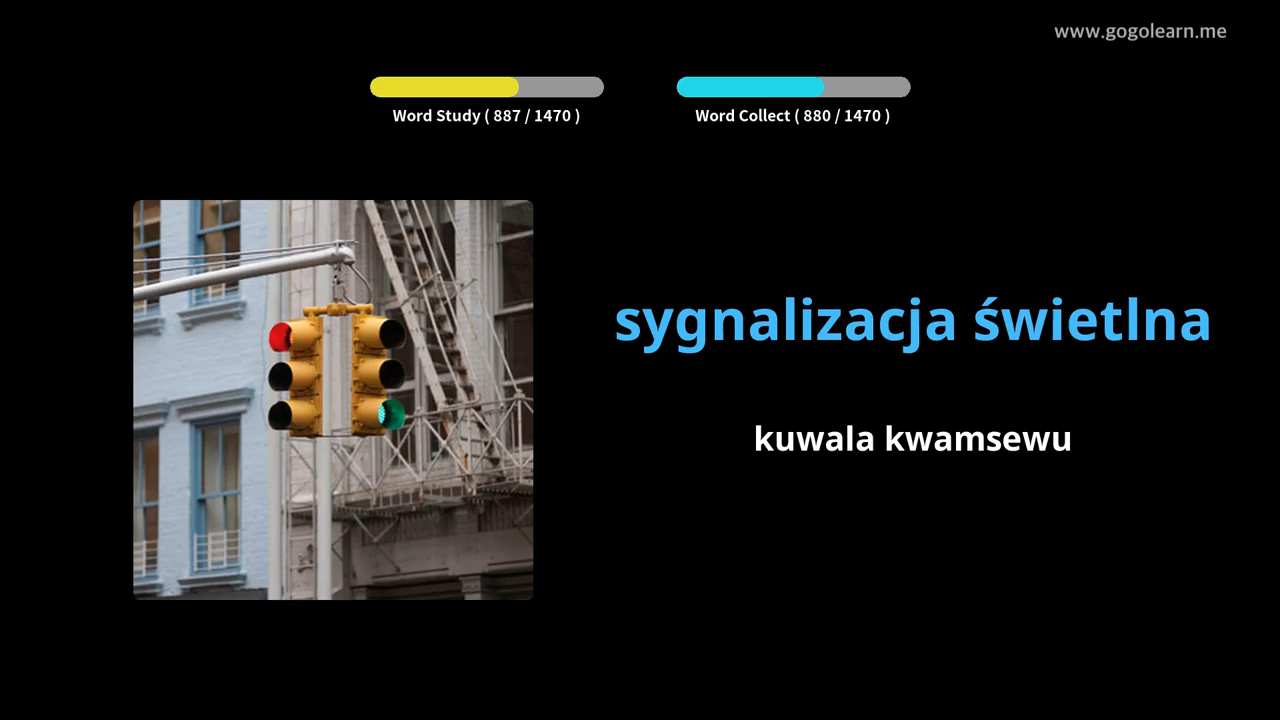 www.gogolearn.me
Word Study ( 887 / 1470 )
Word Collect ( 880 / 1470 )
sygnalizacja świetlna
kuwala kwamsewu